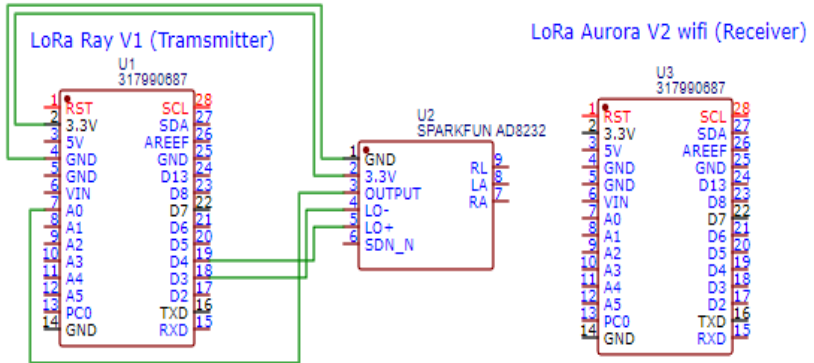 LoRa Ray V1 (Tramsmitter)
U1
317990687
1 RST SCL 28
2 3.3V SDA 27
3 5V AREEF 26
4 GND GND 25
5 GND D13 24
6 VIN D8 23
7 A0 D7 22
8 A1 D6 21
9 A2 D5 20
10 A3 D4 19
11 A4 D3 18
12 A5 D2 17
13 PC0 TXD 16
14 GND RXD 15
U2
SPARKFUN AD8232
1 GND
2 3.3V RL 9
3 OUTPUT LA 8
4 LO- RA 7
5 LO+
6 SDN_N
LoRa Aurora V2 wifi (Receiver)
U3
317990687
1 RST SCL 28
2 3.3V SDA 27
3 5V AREEF 26
4 GND GND 25
5 GND D13 24
6 VIN D8 23
7 A0 D7 22
8 A1 D6 21
9 A2 D5 20
10 A3 D4 19
11 A4 D3 18
12 A5 D2 17
13 PC0 TXD 16
14 GND RXD 15